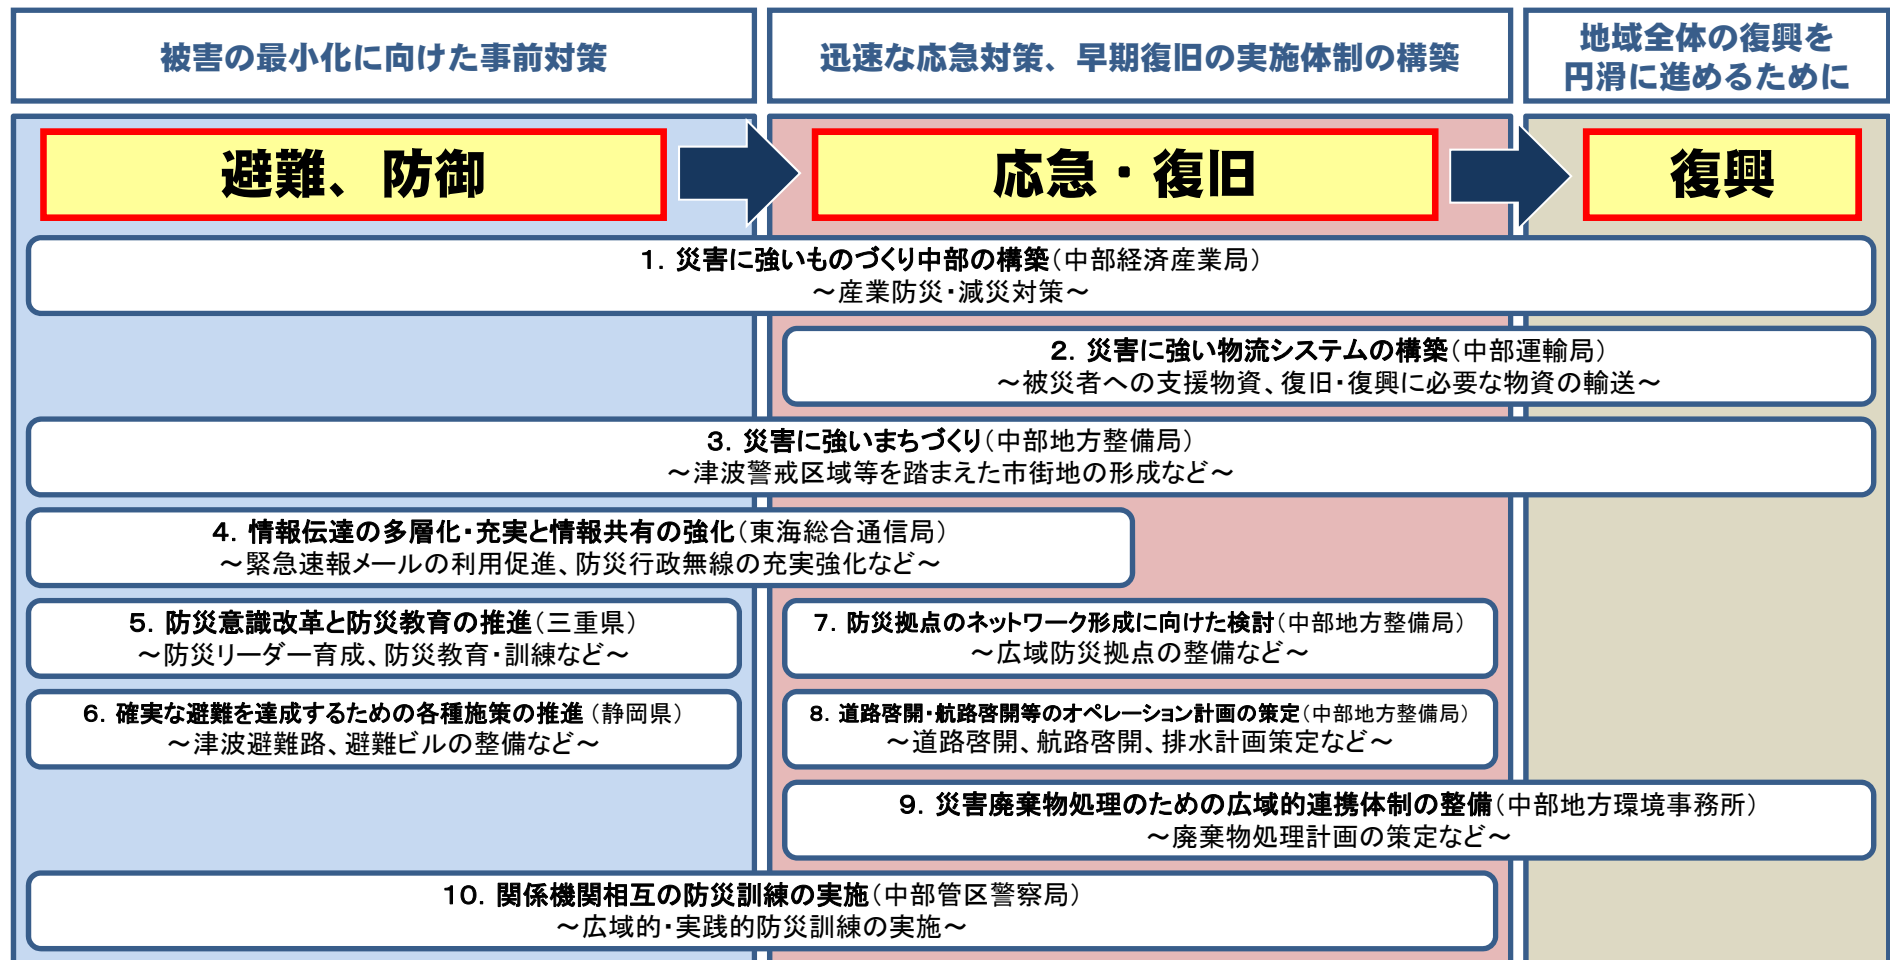 被害の最小化に向けた事前対策
迅速な応急対策、早期復旧の実施体制の構築
地域全体の復興を
円滑に進めるために
避難、防御
応急・復旧
復興
1. 災害に強いものづくり中部の構築(中部経済産業局)
～産業防災・減災対策～
2. 災害に強い物流システムの構築(中部運輸局)
～被災者への支援物資、復旧・復興に必要な物資の輸送～
3. 災害に強いまちづくり(中部地方整備局)
～津波警戒区域等を踏まえた市街地の形成など～
4. 情報伝達の多層化・充実と情報共有の強化(東海総合通信局)
～緊急速報メールの利用促進、防災行政無線の充実強化など～
5. 防災意識改革と防災教育の推進(三重県)
～防災リーダー育成、防災教育・訓練など～
6. 確実な避難を達成するための各種施策の推進(静岡県)
～津波避難路、避難ビルの整備など～
7. 防災拠点のネットワーク形成に向けた検討(中部地方整備局)
～広域防災拠点の整備など～
8. 道路啓開・航路啓開等のオペレーション計画の策定(中部地方整備局)
～道路啓開、航路啓開、排水計画策定など～
9. 災害廃棄物処理のための広域的連携体制の整備(中部地方環境事務所)
～廃棄物処理計画の策定など～
10. 関係機関相互の防災訓練の実施(中部管区警察局)
～広域的・実践的防災訓練の実施～